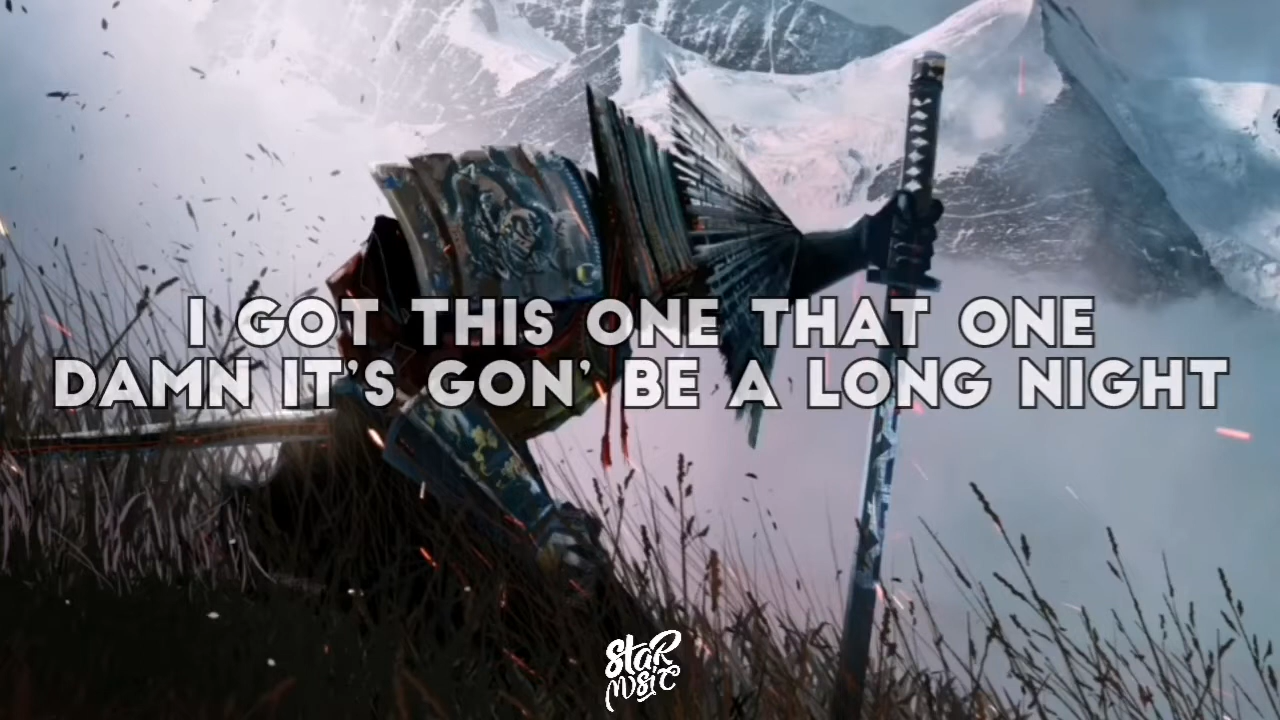 I GOT THIS ONE THAT ONE
DAMN IT'S GON' BE A LONG NIGHT
STaR
MUSiC